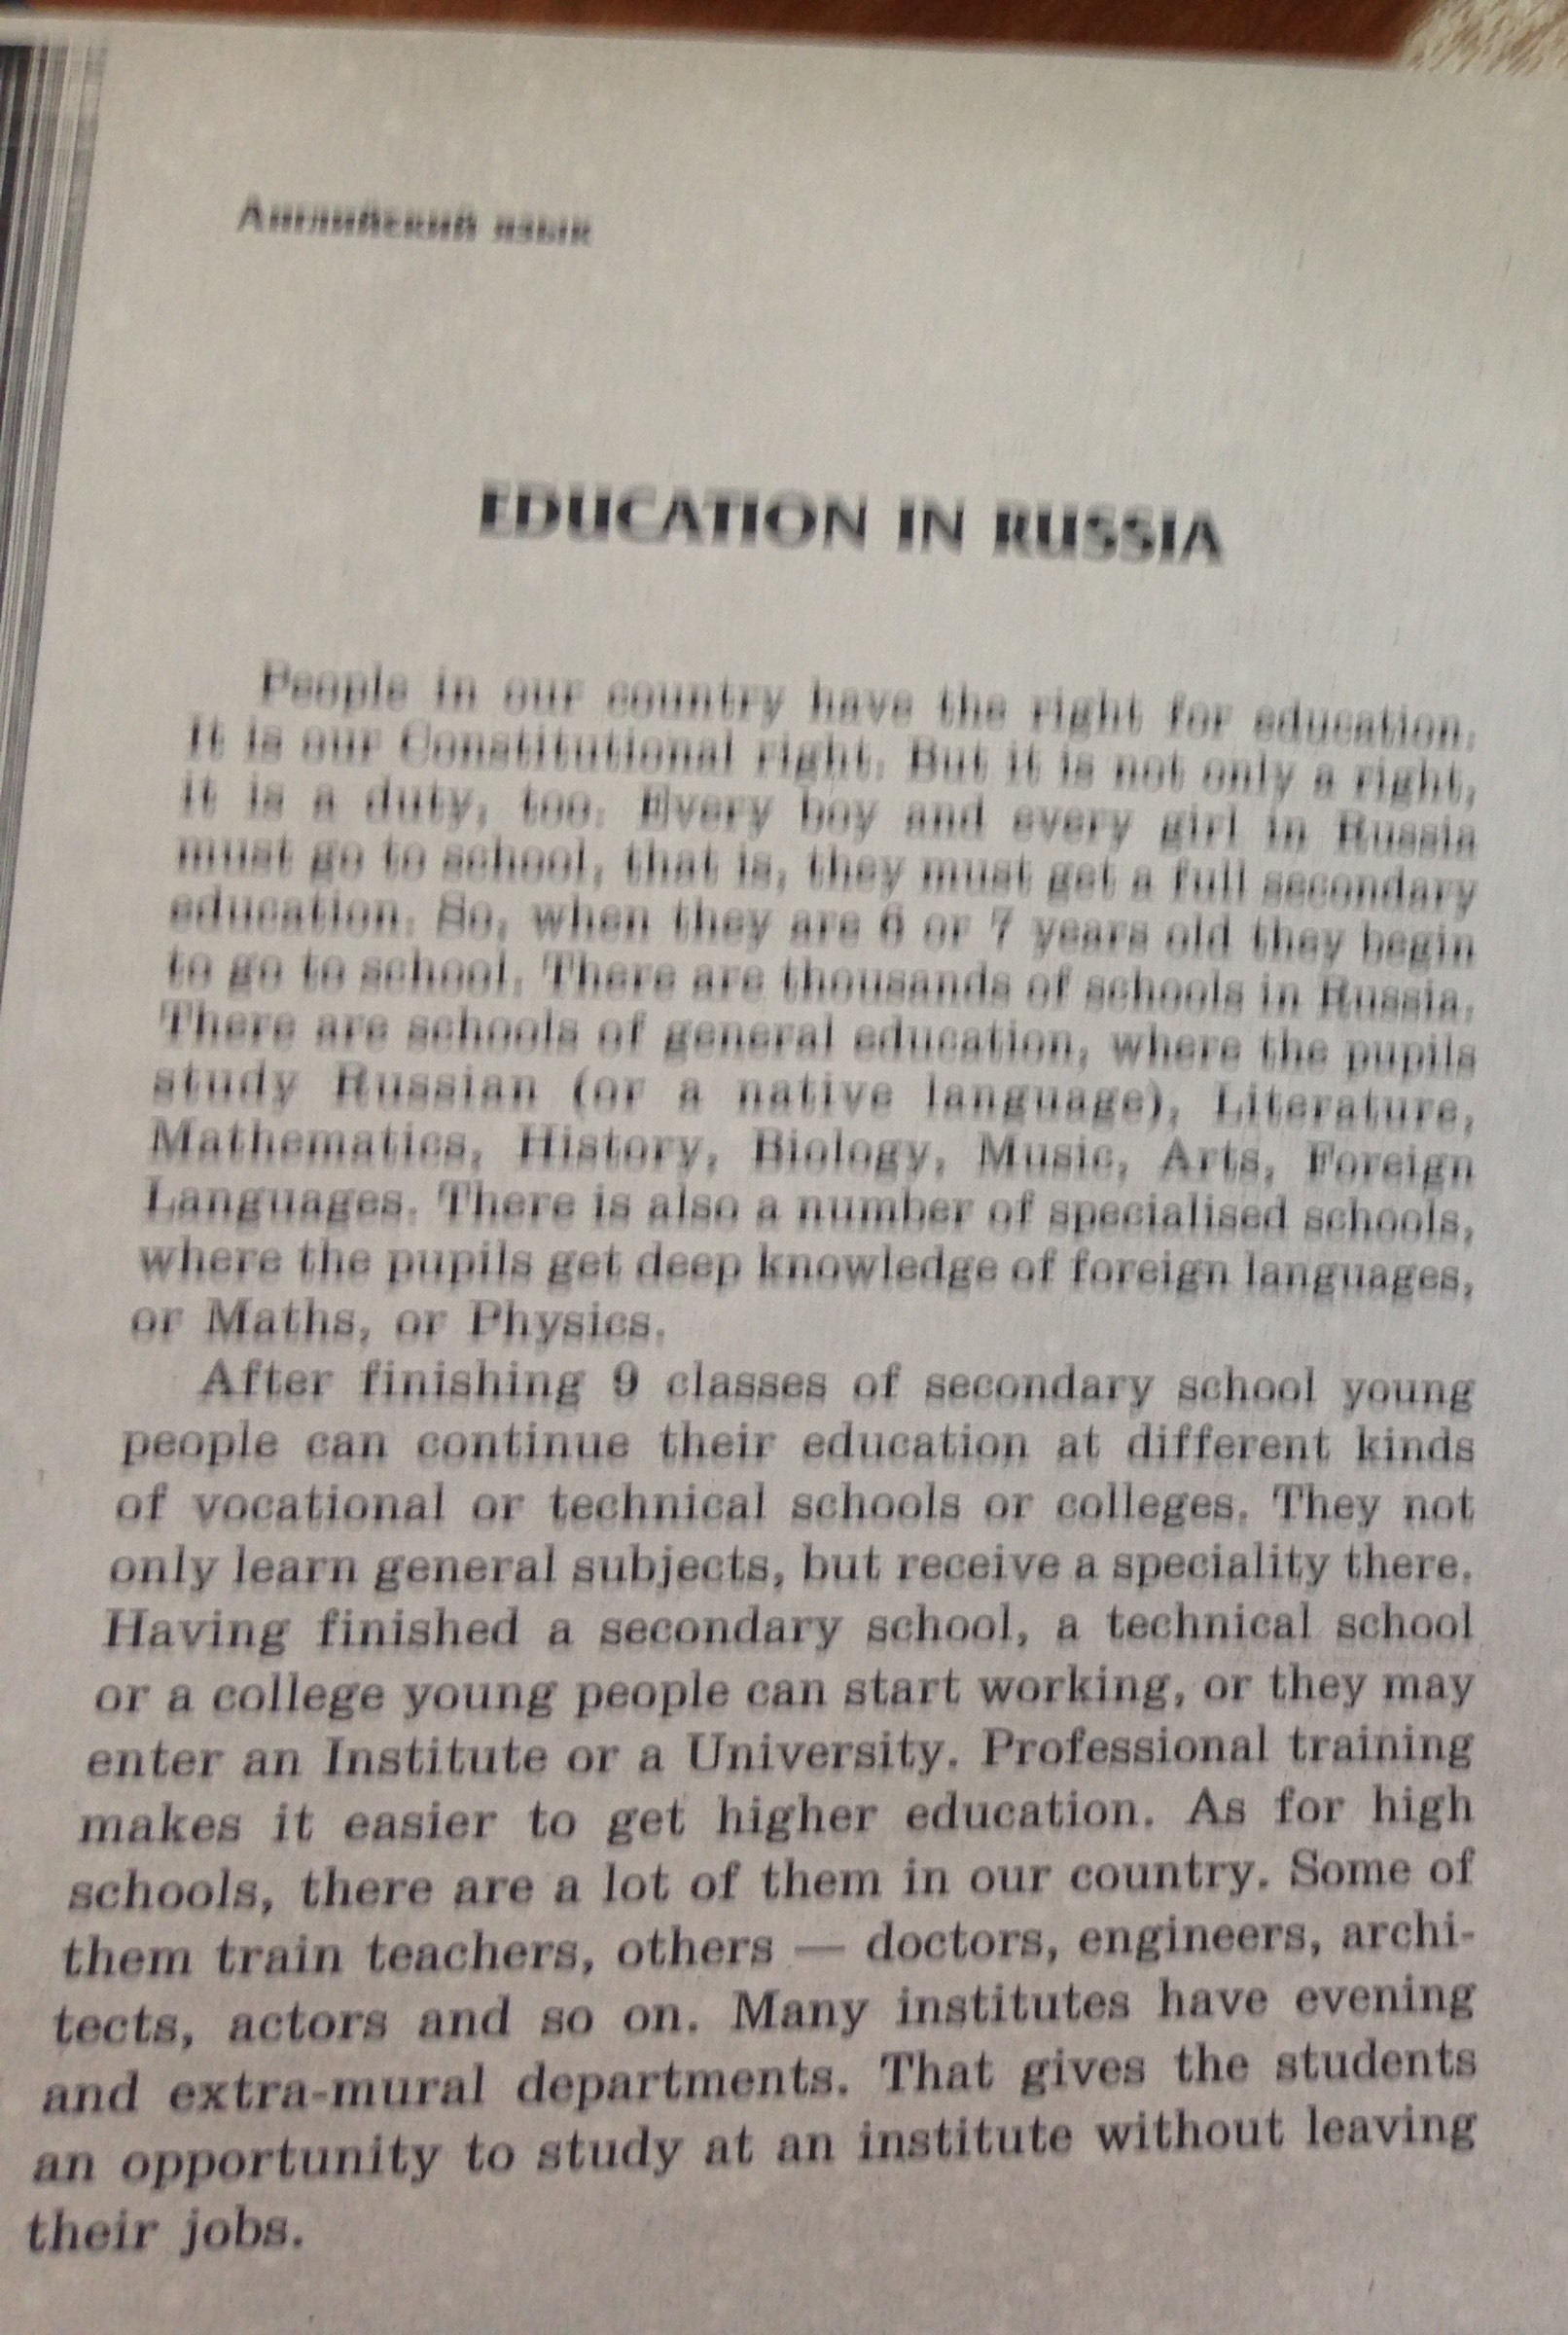 Английский язык
EDUCATION IN RUSSIA
People in our country have the right for education.
It is our Constitutional right. But it is not only a right,
it is a duty, too. Every boy and every girl in Russia
must go to school, that is, they must get a full secondary
education. So, when they are 6 or 7 years old they begin
to go to school. There are thousands of schools in Russia.
There are schools of general education, where the pupils
study Russian (or a native language), Literature,
Mathematics, History, Biology, Music, Arts, Foreign
Languages. There is also a number of specialised schools,
where the pupils get deep knowledge of foreign languages,
or Maths, or Physics.
After finishing 9 classes of secondary school young
people can continue their education at different kinds
of vocational or technical schools or colleges. They not
only learn general subjects, but receive a speciality there.
Having finished a secondary school, a technical school
or a college young people can start working, or they may
enter an Institute or a University. Professional training
makes it easier to get higher education. As for high
schools, there are a lot of them in our country. Some of
them train teachers, others — doctors, engineers, archi-
tects, actors and so on. Many institutes have evening
and extra-mural departments. That gives the students
an opportunity to study at an institute without leaving
their jobs.